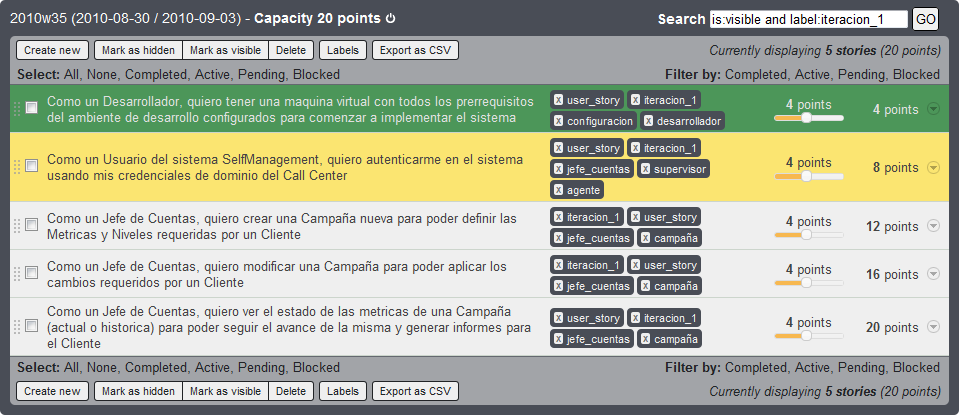 2010w35 (2010-08-30 / 2010-09-03) - Capacity 20 points Search is:visible and label:iteracion_1 GO
Create new Mark as hidden Mark as visible Delete Labels Export as CSV Currently displaying 5 stories (20 points)
Select: All, None, Completed, Active, Pending, Blocked Filter by: Completed, Active, Pending, Blocked
Como un Desarrollador, quiero tener una maquina virtual con todos los prerrequisitos
del ambiente de desarrollo configurados para comenzar a implementar el sistema
x user_story x iteracion_1
x configuracion x desarrollador
4 points
4 points
Como un Usuario del sistema SelfManagement, quiero autenticarme en el sistema
usando mis credenciales de dominio del Call Center
x user_story x iteracion_1
x jefe_cuentas x supervisor
x agente
4 points
8 points
Como un Jefe de Cuentas, quiero crear una Campaña nueva para poder definir las
Metricas y Niveles requeridas por un Cliente
x iteracion_1 x user_story
x jefe_cuentas x campaña
4 points
12 points
Como un Jefe de Cuentas, quiero modificar una Campaña para poder aplicar los
cambios requeridos por un Cliente
x iteracion_1 x user_story
x jefe_cuentas x campaña
4 points
16 points
Como un Jefe de Cuentas, quiero ver el estado de las metricas de una Campaña
(actual o historica) para poder seguir el avance de la misma y generar informes para
el Cliente
x user_story x iteracion_1
x jefe_cuentas x campaña
4 points
20 points
Select: All, None, Completed, Active, Pending, Blocked Filter by: Completed, Active, Pending, Blocked
Create new Mark as hidden Mark as visible Delete Labels Export as CSV Currently displaying 5 stories (20 points)